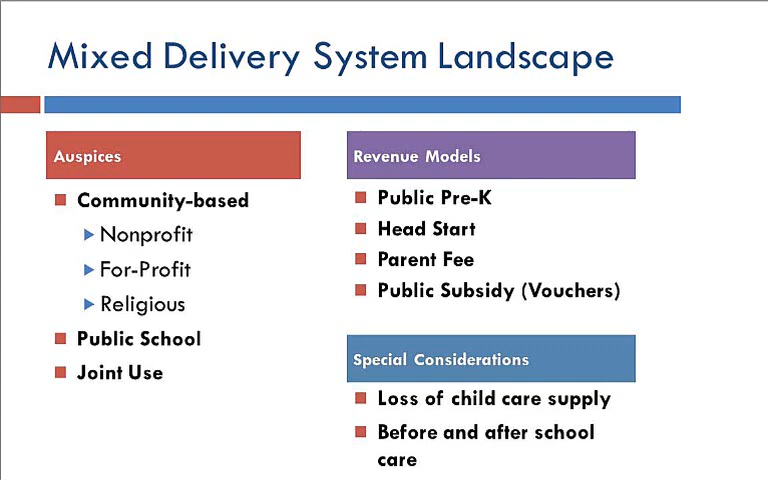 Mixed Delivery System Landscape
Auspices
Community-based
Nonprofit
For-Profit
Religious
Public School
Joint Use
Revenue Models
Public Pre-K
Head Start
Parent Fee
Public Subsidy (Vouchers)
Special Considerations
Loss of child care supply
Before and after school
care